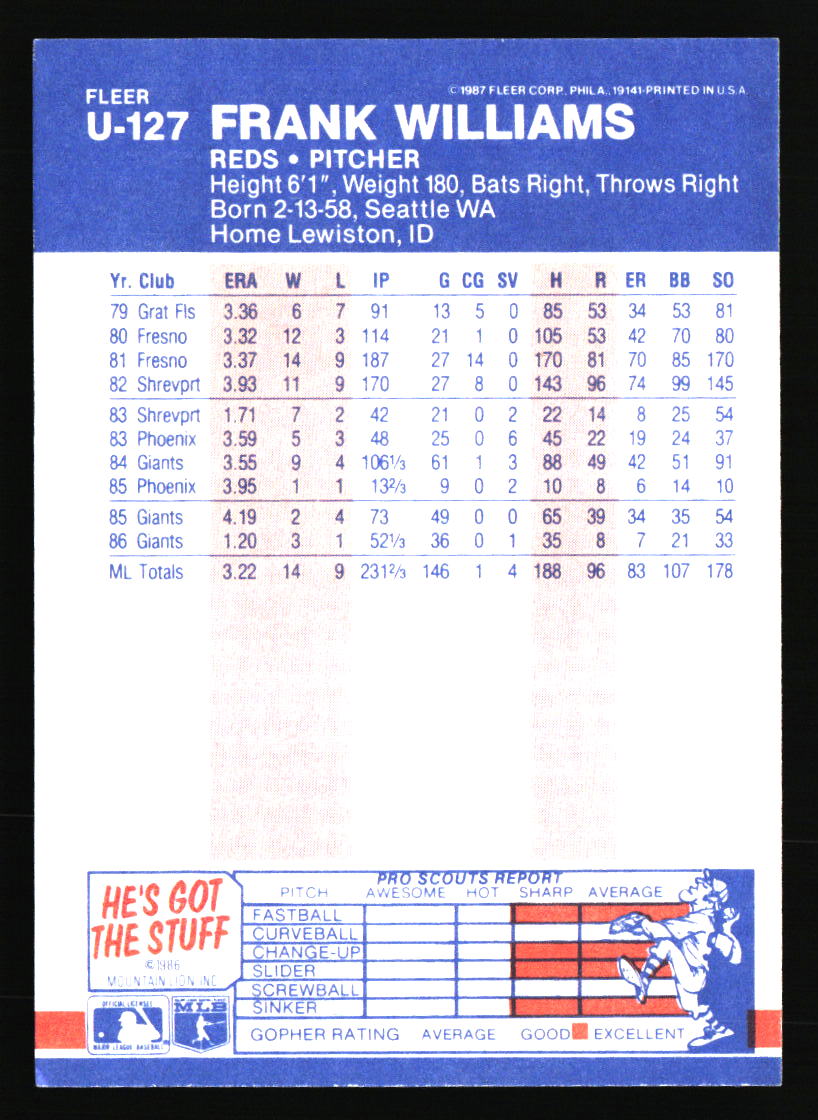 FLEER
© 1987 FLEER CORP. PHILA., 19141-PRINTED IN U.S.A.
U-127 FRANK WILLIAMS
REDS • PITCHER
Height 6'1", Weight 180, Bats Right, Throws Right
Born 2-13-58, Seattle WA
Home Lewiston, ID
Yr. Club ERA W L IP G CG SV H R ER BB SO
79 Grat Fls 3.36 6 7 91 13 5 0 85 53 34 53 81
80 Fresno 3.32 12 3 114 21 1 0 105 53 42 70 80
81 Fresno 3.37 14 9 187 27 14 0 170 81 70 85 170
82 Shrevprt 3.93 11 9 170 27 8 0 143 96 74 99 145
83 Shrevprt 1.71 7 2 42 21 0 2 22 14 8 25 54
83 Phoenix 3.59 5 3 48 25 0 6 45 22 19 24 37
84 Giants 3.55 9 4 106⅓ 61 1 3 88 49 42 51 91
85 Phoenix 3.95 1 1 13⅔ 9 0 2 10 8 6 14 10
85 Giants 4.19 2 4 73 49 0 0 65 39 34 35 54
86 Giants 1.20 3 1 52⅓ 36 0 1 35 8 7 21 33
ML Totals 3.22 14 9 231⅔ 146 1 4 188 96 83 107 178
HE'S GOT
THE STUFF
© 1986
MOUNTAIN LION INC
OFFICIAL LICENSEE
MAJOR LEAGUE BASEBALL
MLB
PRO SCOUTS REPORT
PITCH AWESOME HOT SHARP AVERAGE
FASTBALL
CURVEBALL
CHANGE-UP
SLIDER
SCREWBALL
SINKER
GOPHER RATING AVERAGE GOOD EXCELLENT